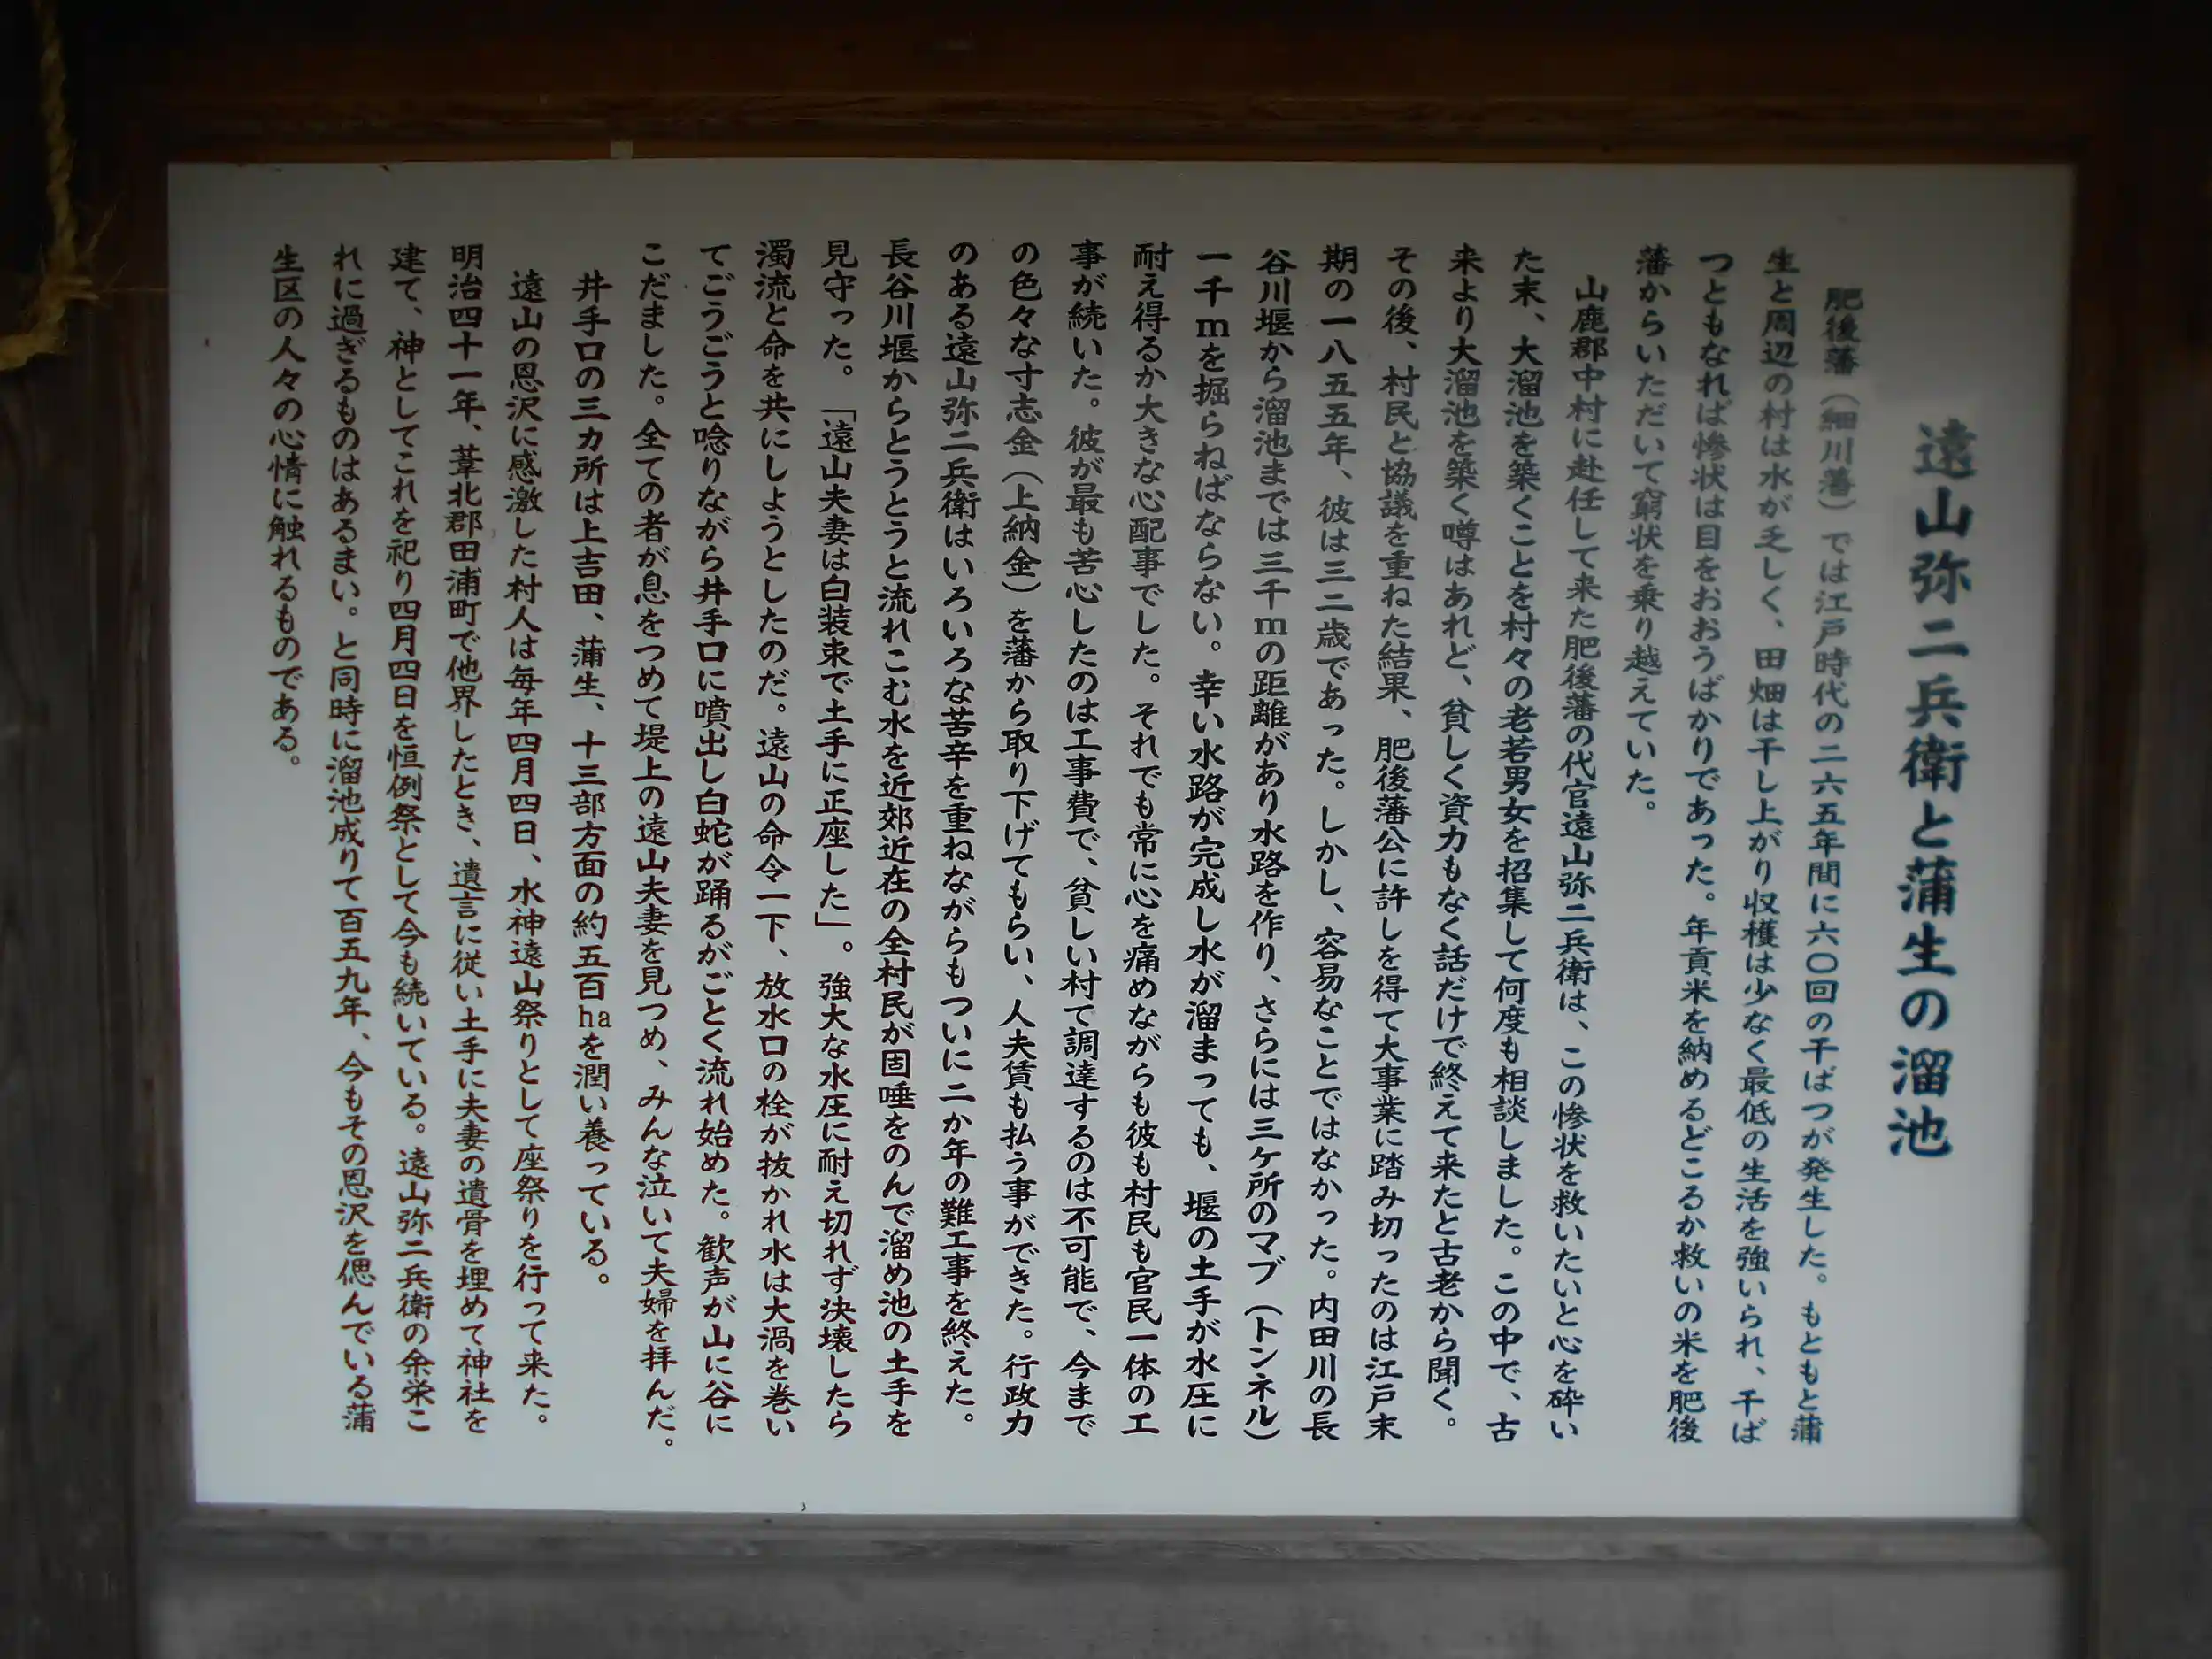 遠山弥二兵衛と蒲生の溜池
肥後藩（細川藩）では江戸時代の二六五年間に六〇回の干ばつが発生した。もともと蒲
生と周辺の村は水が乏しく、田畑は干し上がり収穫は少なく最低の生活を強いられ、干ば
つともなれば惨状は目をおおうばかりであった。年貢米を納めるどころか救いの米を肥後
藩からいただいて窮状を乗り越えていた。
山鹿郡中村に赴任して来た肥後藩の代官遠山弥二兵衛は、この惨状を救いたいと心を砕い
た末、大溜池を築くことを村々の老若男女を招集して何度も相談しました。この中で、古
来より大溜池を築く噂はあれど、貧しく資力もなく話だけで終えて来たと古老から聞く。
その後、村民と協議を重ねた結果、肥後藩公に許しを得て大事業に踏み切ったのは江戸末
期の一八五五年、彼は三二歳であった。しかし、容易なことではなかった。内田川の長
谷川堰から溜池までは三千ｍの距離があり水路を作り、さらには三ケ所のマブ（トンネル）
一千ｍを掘らねばならない。幸い水路が完成し水が溜まっても、堰の土手が水圧に
耐え得るか大きな心配事でした。それでも常に心を痛めながらも彼も村民も官民一体の工
事が続いた。彼が最も苦心したのは工事費で、貧しい村で調達するのは不可能で、今まで
の色々な寸志金（上納金）を藩から取り下げてもらい、人夫賃も払う事ができた。行政力
のある遠山弥二兵衛はいろいろな苦辛を重ねながらもついに二か年の難工事を終えた。
長谷川堰からとうとうと流れこむ水を近郊近在の全村民が固唾をのんで溜め池の土手を
見守った。「遠山夫妻は白装束で土手に正座した」。強大な水圧に耐え切れず決壊したら
濁流と命を共にしようとしたのだ。遠山の命令一下、放水口の栓が抜かれ水は大渦を巻い
てごうごうと唸りながら井手口に噴出し白蛇が踊るがごとく流れ始めた。歓声が山に谷に
こだました。全ての者が息をつめて堤上の遠山夫妻を見つめ、みんな泣いて夫婦を拝んだ。
井手口の三カ所は上吉田、蒲生、十三部方面の約五百haを潤い養っている。
遠山の恩沢に感激した村人は毎年四月四日、水神遠山祭りとして座祭りを行って来た。
明治四十一年、葦北郡田浦町で他界したとき、遺言に従い土手に夫妻の遺骨を埋めて神社を
建て、神としてこれを祀り四月四日を恒例祭として今も続いている。遠山弥二兵衛の余栄こ
れに過ぎるものはあるまい。と同時に溜池成りて百五九年、今もその恩沢を偲んでいる蒲
生区の人々の心情に触れるものである。